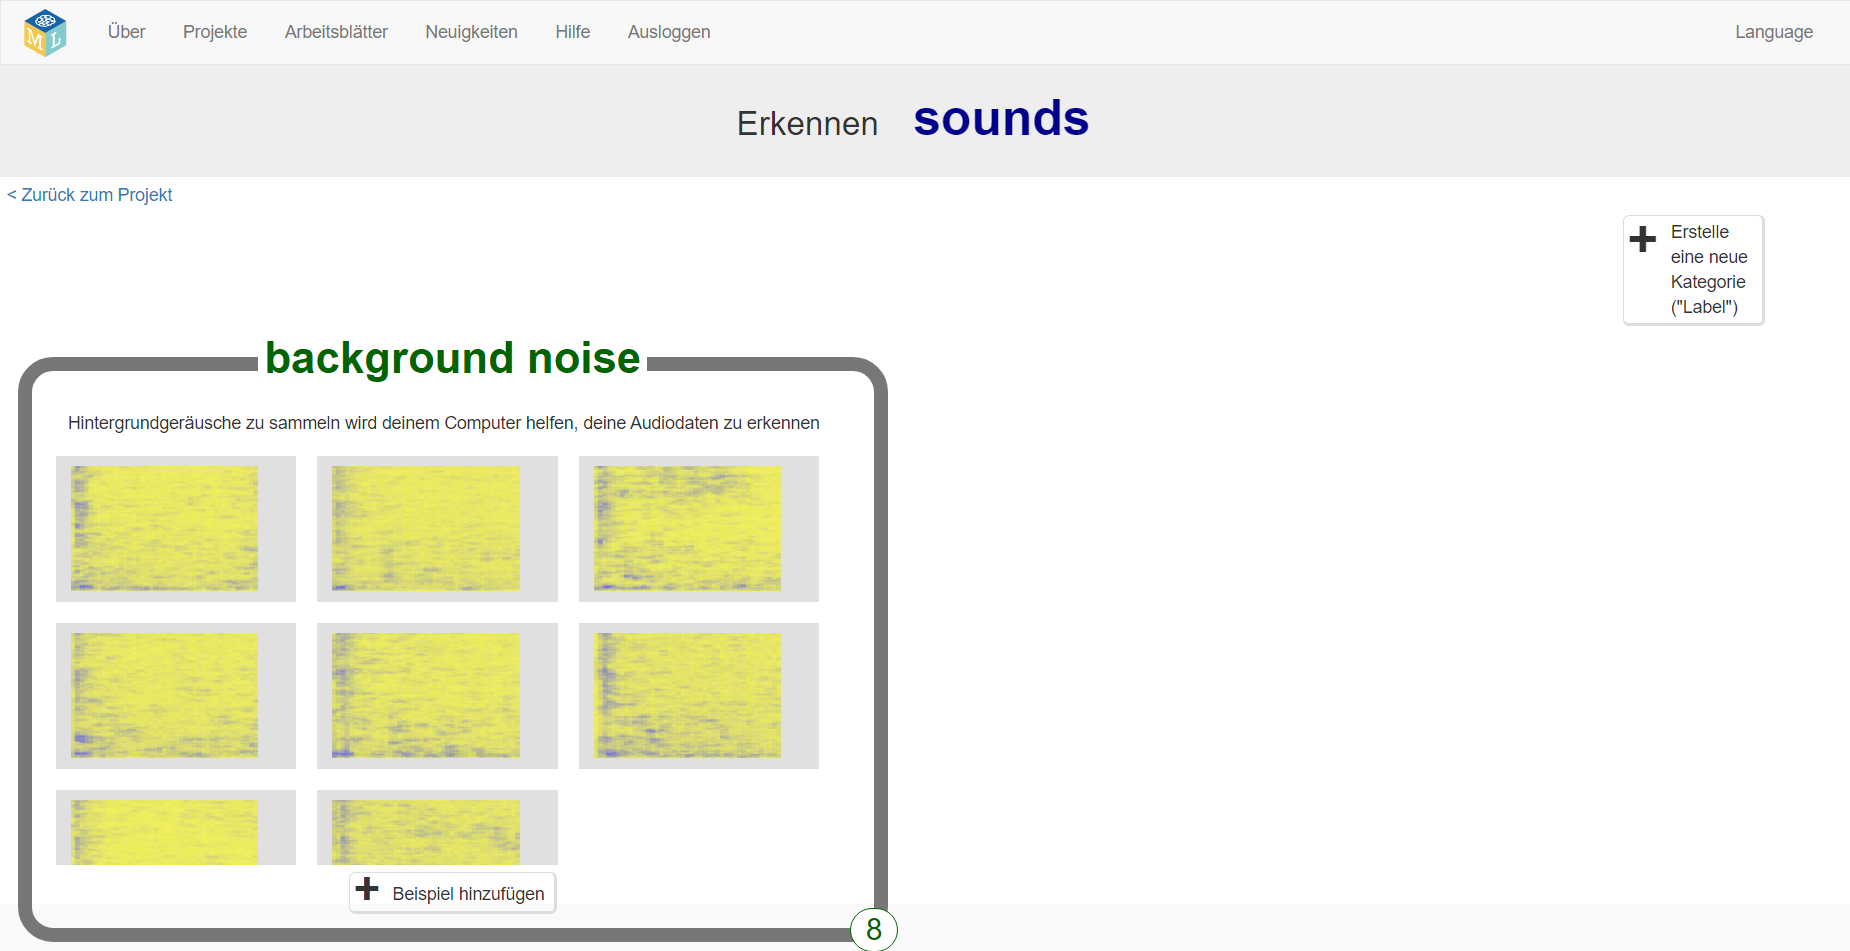 M L
Über Projekte Arbeitsblätter Neuigkeiten Hilfe Ausloggen Language
Erkennen sounds
< Zurück zum Projekt
Erstelle
eine neue
Kategorie
("Label")
background noise
Hintergrundgeräusche zu sammeln wird deinem Computer helfen, deine Audiodaten zu erkennen
Beispiel hinzufügen
8